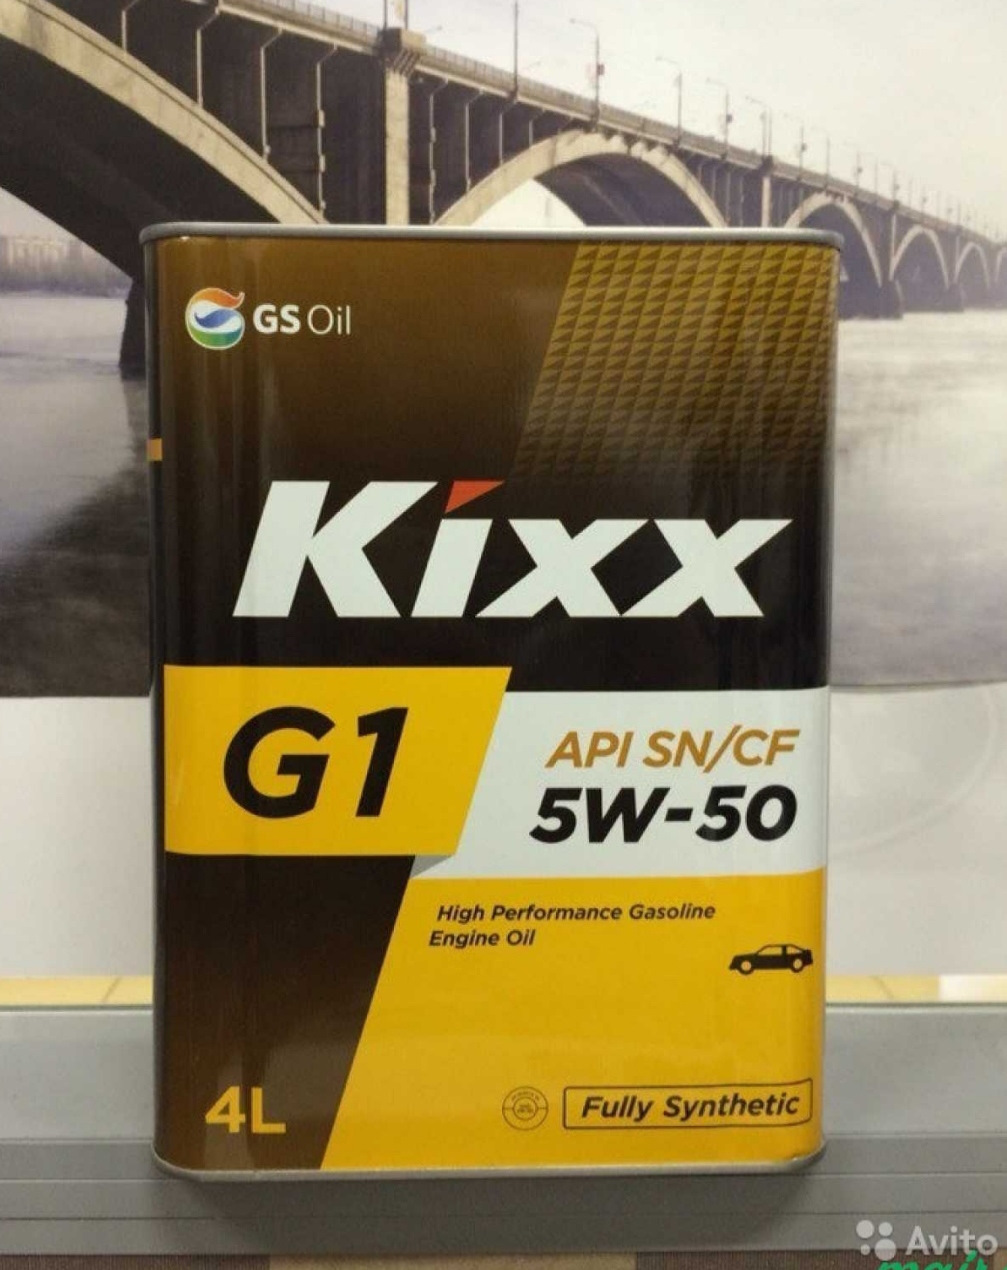 GS Oil
Kixx
G1
API SN/CF
5W-50
High Performance Gasoline
Engine Oil
4L
Fully Synthetic
Avito